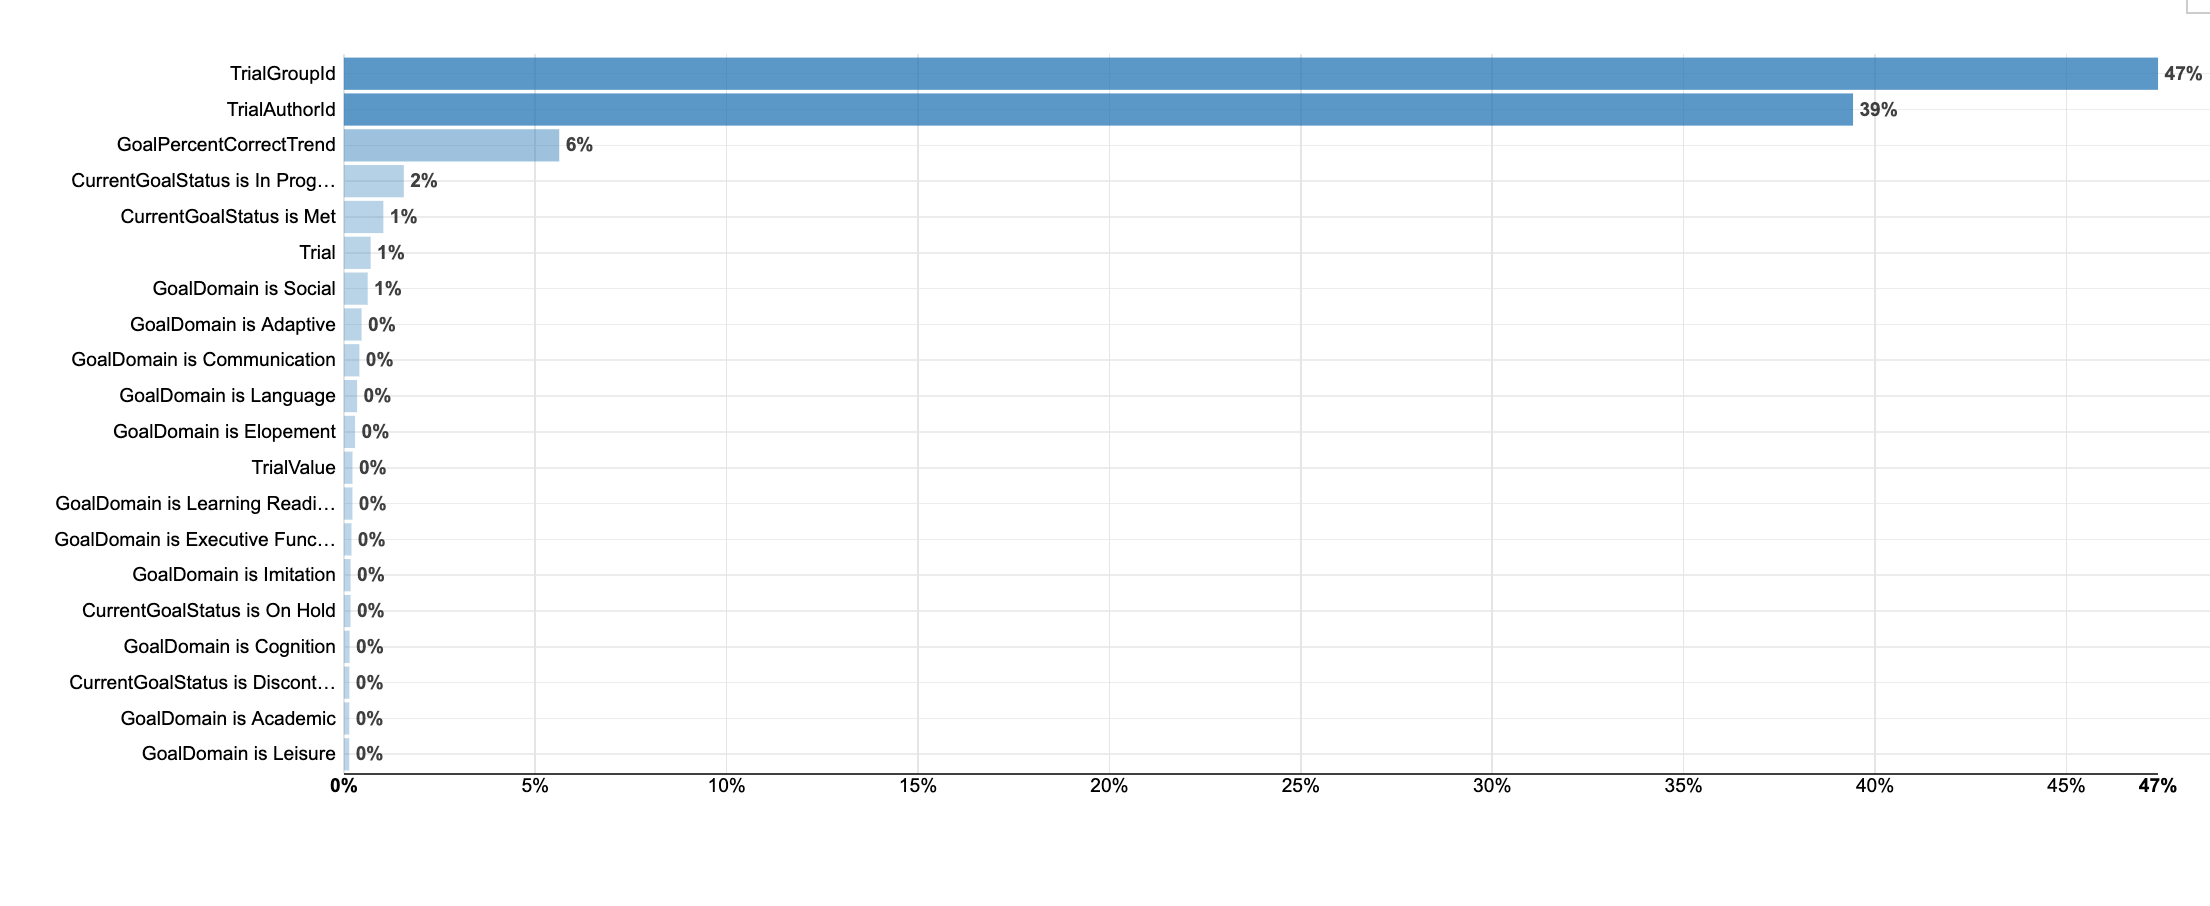 TrialGroupId 47%
TrialAuthorId 39%
GoalPercentCorrectTrend 6%
CurrentGoalStatus is In Prog... 2%
CurrentGoalStatus is Met 1%
Trial 1%
GoalDomain is Social 1%
GoalDomain is Adaptive 0%
GoalDomain is Communication 0%
GoalDomain is Language 0%
GoalDomain is Elopement 0%
TrialValue 0%
GoalDomain is Learning Readi... 0%
GoalDomain is Executive Func... 0%
GoalDomain is Imitation 0%
CurrentGoalStatus is On Hold 0%
GoalDomain is Cognition 0%
CurrentGoalStatus is Discont... 0%
GoalDomain is Academic 0%
GoalDomain is Leisure 0%
0% 5% 10% 15% 20% 25% 30% 35% 40% 45% 47%